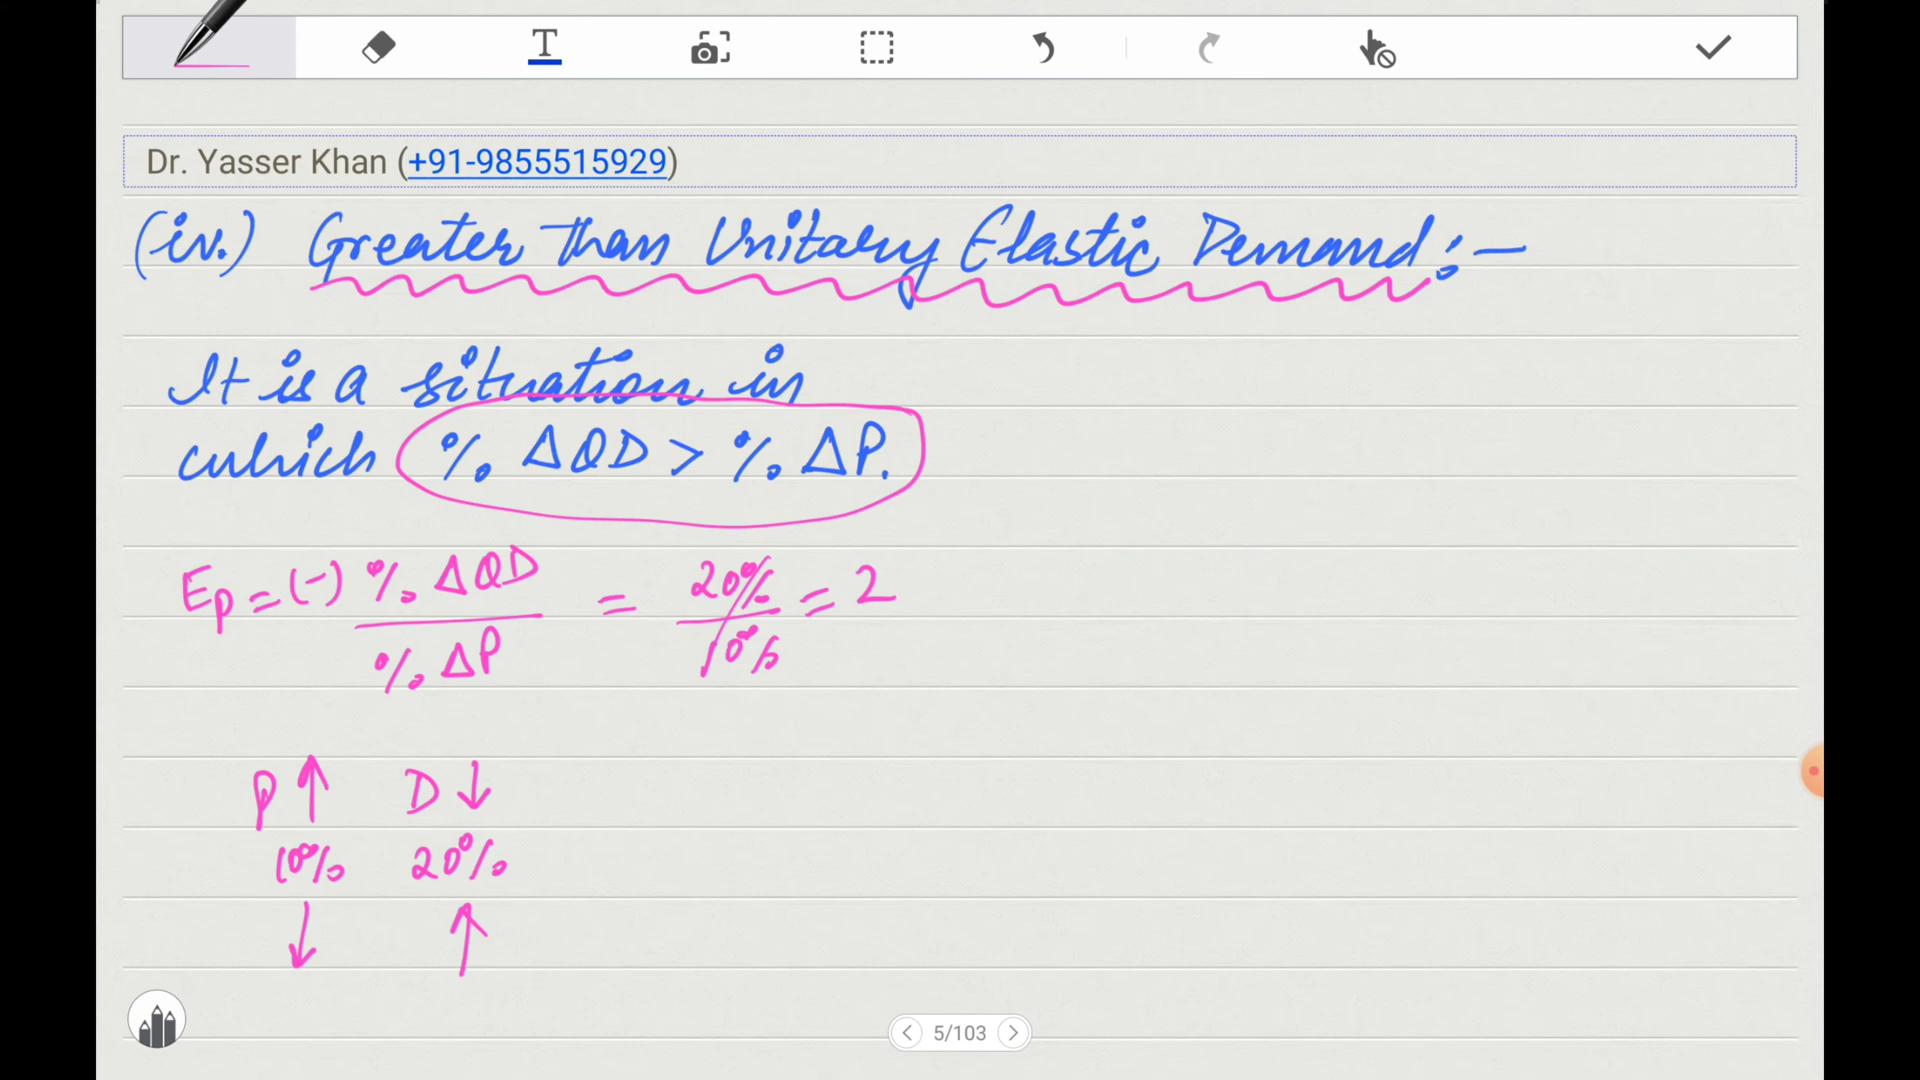 T
Dr. Yasser Khan (+91-9855515929)
(iv.) Greater than Unitary Elastic Demand:-
It is a situation in
which % ΔQD > % ΔP.
Ep = (-) % ΔQD / % ΔP = 20% / 10% = 2
P ↑ D ↓
10% 20%
↓ ↑
5/103